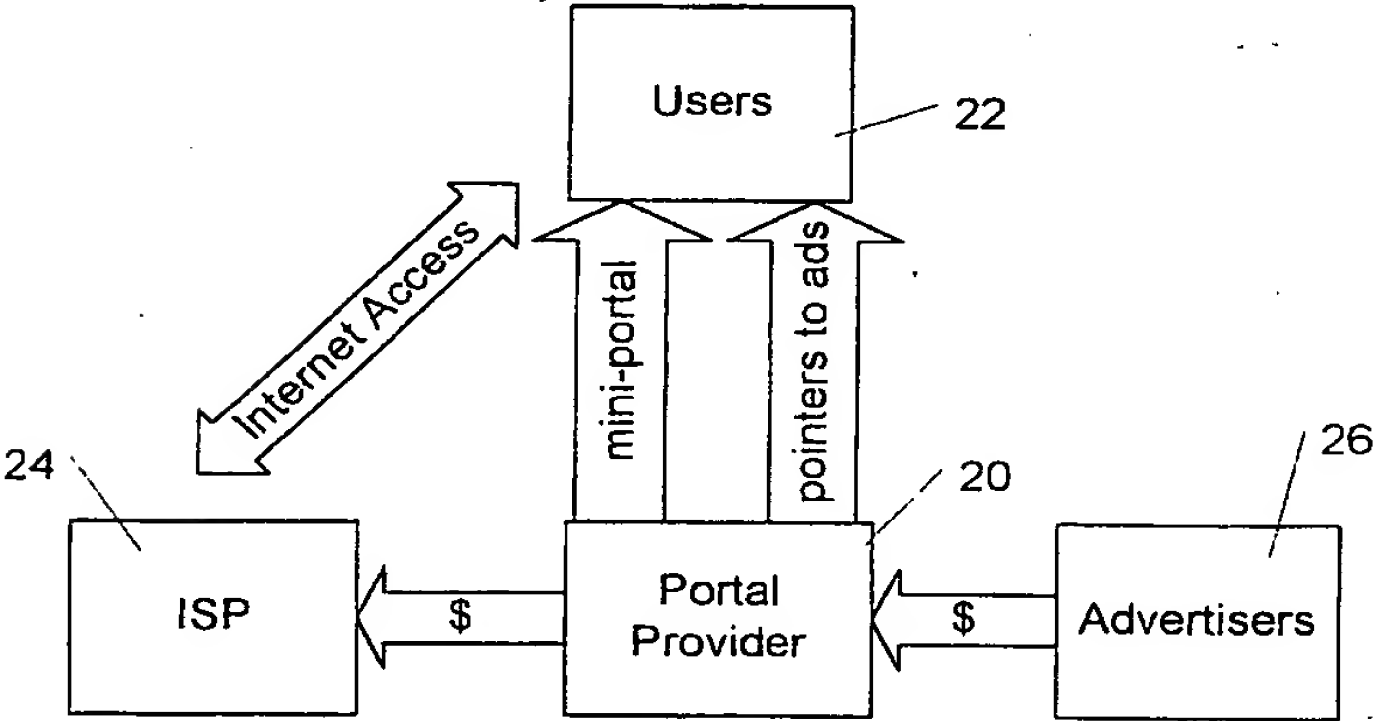 Users
22
Internet Access
mini-portal
pointers to ads
24
20
26
ISP
$
Portal
Provider
$
Advertisers